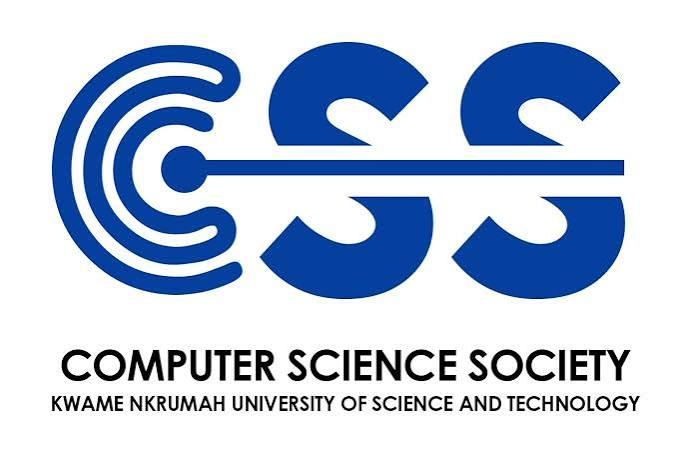 CSS
COMPUTER SCIENCE SOCIETY
KWAME NKRUMAH UNIVERSITY OF SCIENCE AND TECHNOLOGY